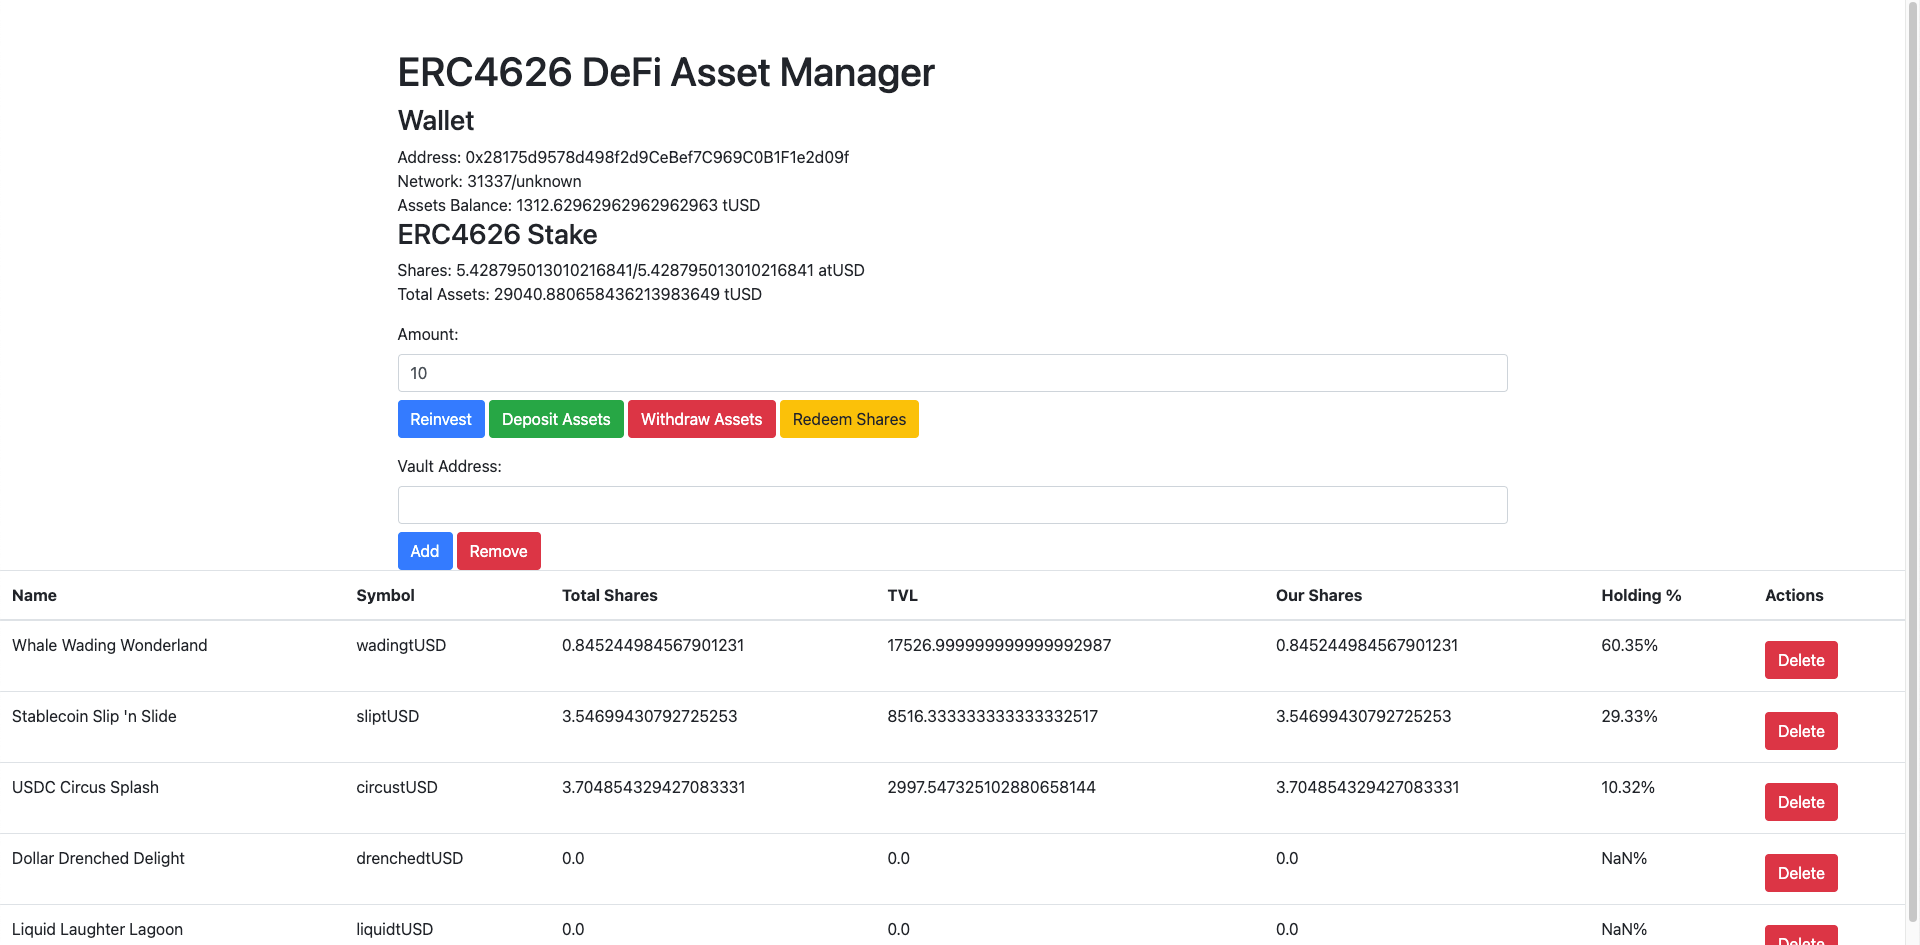 ERC4626 DeFi Asset Manager
Wallet
Address: 0x28175d9578d498f2d9CeBef7C969C0B1F1e2d09f
Network: 31337/unknown
Assets Balance: 1312.62962962962962963 tUSD
ERC4626 Stake
Shares: 5.428795013010216841/5.428795013010216841 atUSD
Total Assets: 29040.880658436213983649 tUSD
Amount:
10
Reinvest Deposit Assets Withdraw Assets Redeem Shares
Vault Address:
Add Remove
Name Symbol Total Shares TVL Our Shares Holding % Actions
Whale Wading Wonderland wadingtUSD 0.845244984567901231 17526.999999999999992987 0.845244984567901231 60.35% Delete
Stablecoin Slip 'n Slide sliptUSD 3.54699430792725253 8516.333333333333332517 3.54699430792725253 29.33% Delete
USDC Circus Splash circustUSD 3.704854329427083331 2997.547325102880658144 3.704854329427083331 10.32% Delete
Dollar Drenched Delight drenchedtUSD 0.0 0.0 0.0 NaN% Delete
Liquid Laughter Lagoon liquidtUSD 0.0 0.0 0.0 NaN% Delete